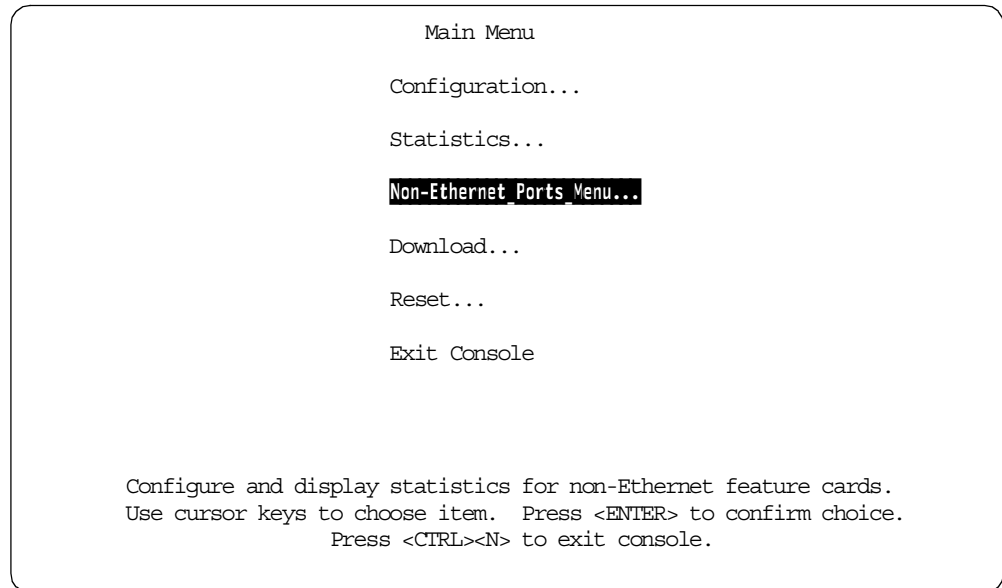 Main Menu
Configuration...
Statistics...
Non-Ethernet_Ports_Menu...
Download...
Reset...
Exit Console
Configure and display statistics for non-Ethernet feature cards.
Use cursor keys to choose item. Press <ENTER> to confirm choice.
Press <CTRL><N> to exit console.